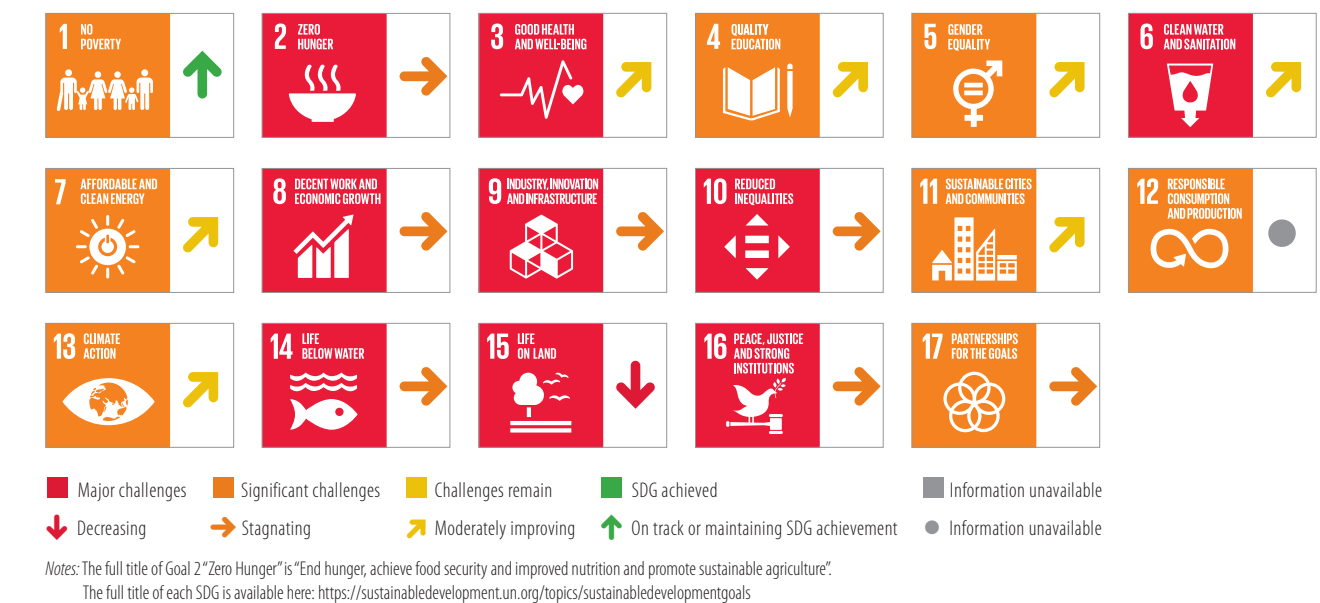 1 NO
POVERTY
2 ZERO
HUNGER
3 GOOD HEALTH
AND WELL-BEING
4 QUALITY
EDUCATION
5 GENDER
EQUALITY
6 CLEAN WATER
AND SANITATION
7 AFFORDABLE AND
CLEAN ENERGY
8 DECENT WORK AND
ECONOMIC GROWTH
9 INDUSTRY, INNOVATION
AND INFRASTRUCTURE
10 REDUCED
INEQUALITIES
11 SUSTAINABLE CITIES
AND COMMUNITIES
12 RESPONSIBLE
CONSUMPTION
AND PRODUCTION
13 CLIMATE
ACTION
14 LIFE
BELOW WATER
15 LIFE
ON LAND
16 PEACE, JUSTICE
AND STRONG
INSTITUTIONS
17 PARTNERSHIPS
FOR THE GOALS
Major challenges Significant challenges Challenges remain SDG achieved Information unavailable
Decreasing Stagnating Moderately improving On track or maintaining SDG achievement Information unavailable
Notes: The full title of Goal 2 “Zero Hunger” is “End hunger, achieve food security and improved nutrition and promote sustainable agriculture”.
The full title of each SDG is available here: https://sustainabledevelopment.un.org/topics/sustainabledevelopmentgoals